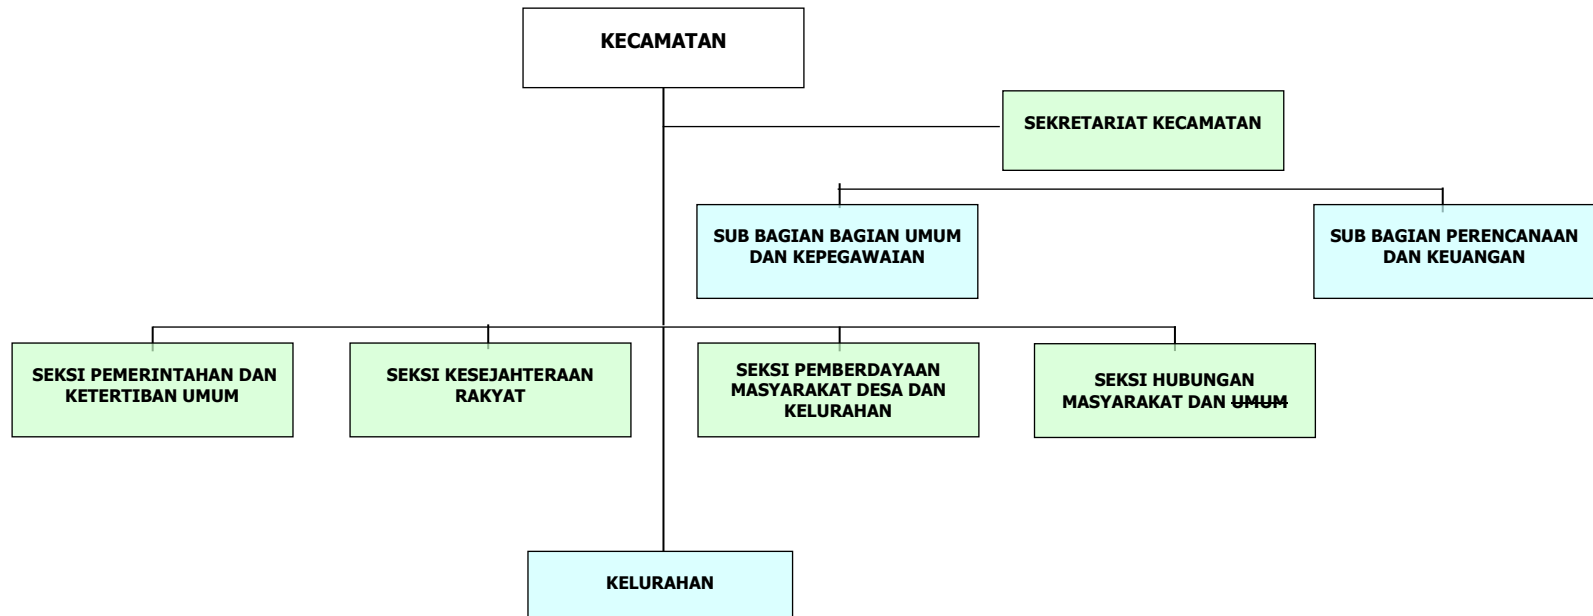 KECAMATAN
SEKRETARIAT KECAMATAN
SUB BAGIAN BAGIAN UMUM
DAN KEPEGAWAIAN
SUB BAGIAN PERENCANAAN
DAN KEUANGAN
SEKSI PEMERINTAHAN DAN
KETERTIBAN UMUM
SEKSI KESEJAHTERAAN
RAKYAT
SEKSI PEMBERDAYAAN
MASYARAKAT DESA DAN
KELURAHAN
SEKSI HUBUNGAN
MASYARAKAT DAN UMUM
KELURAHAN